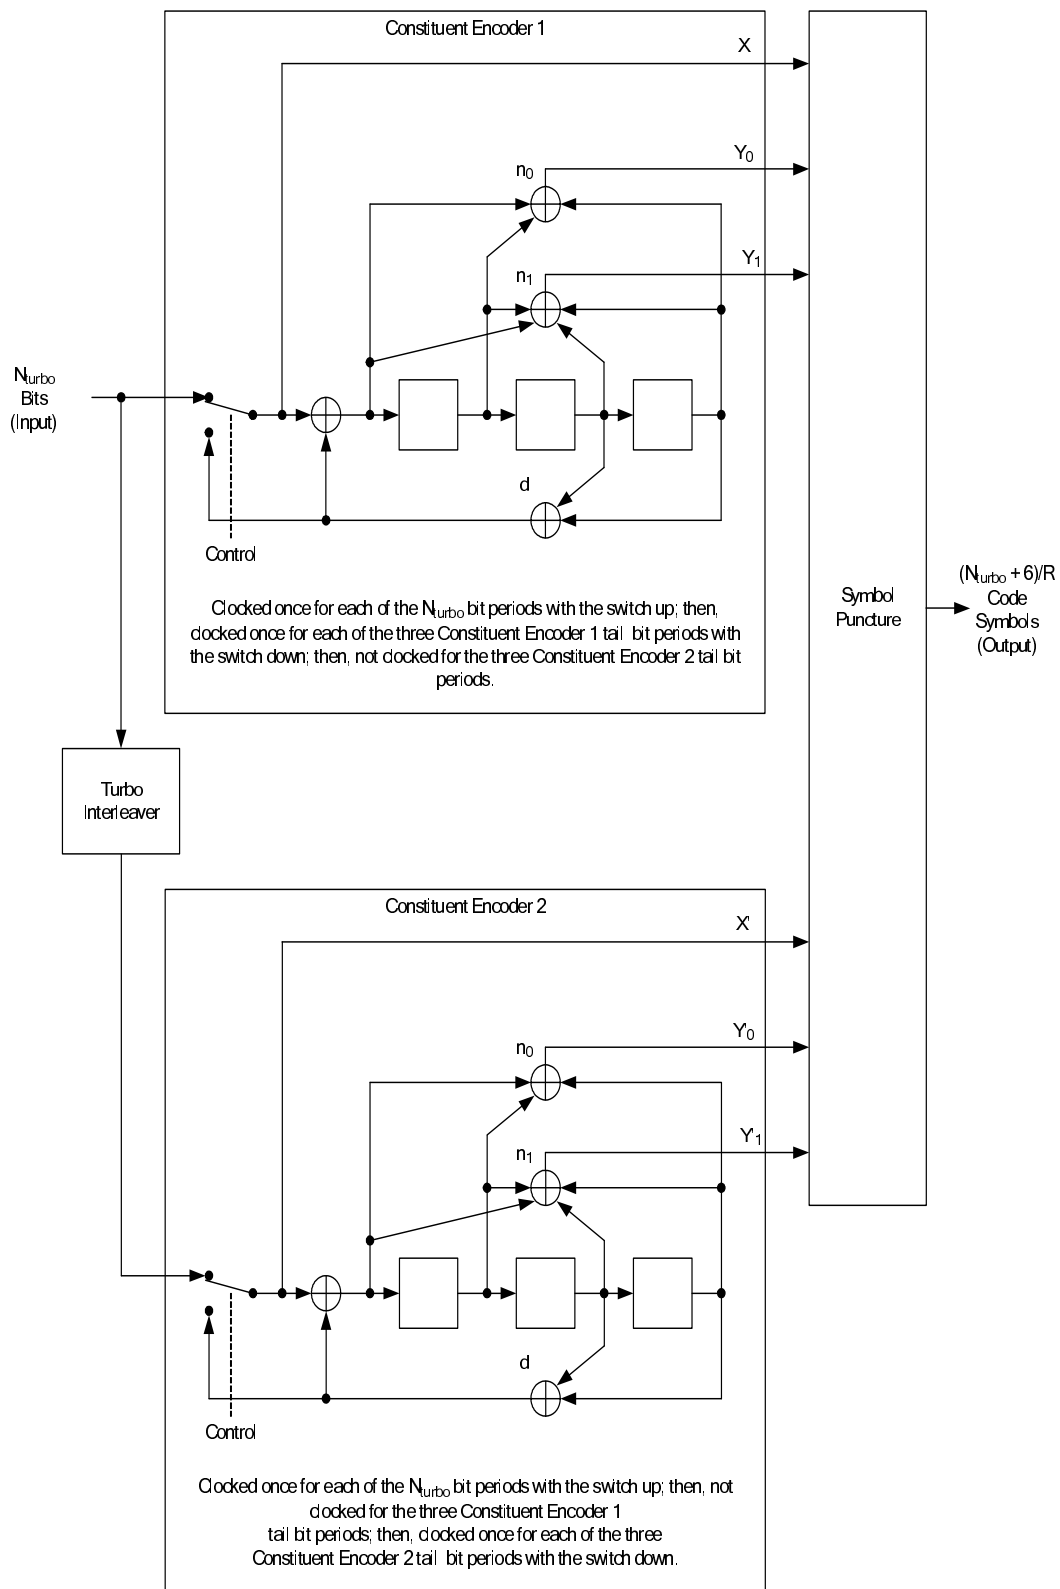 Constituent Encoder 1
X
Y0
n0
Y1
n1
Nturbo
Bits
(Input)
d
Control
Clocked once for each of the Nturbo bit periods with the switch up; then,
clocked once for each of the three Constituent Encoder 1 tail bit periods with
the switch down; then, not clocked for the three Constituent Encoder 2 tail bit
periods.
Symbol
Puncture
(Nturbo + 6)/R
Code
Symbols
(Output)
Turbo
Interleaver
Constituent Encoder 2
X'
Y'0
n0
Y'1
n1
d
Control
Clocked once for each of the Nturbo bit periods with the switch up; then, not
clocked for the three Constituent Encoder 1
tail bit periods; then, clocked once for each of the three
Constituent Encoder 2 tail bit periods with the switch down.